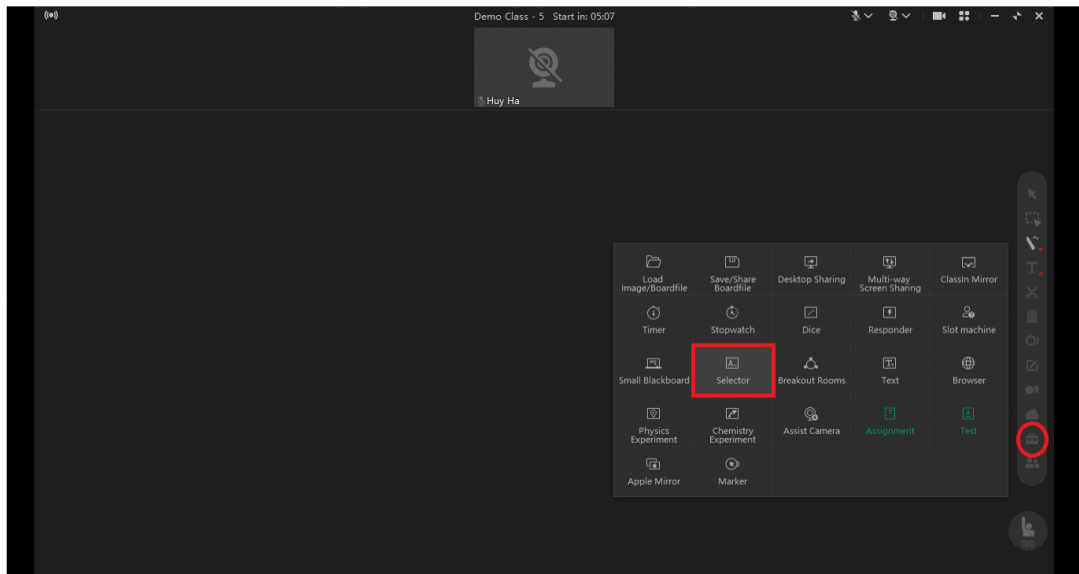 Demo Class - 5 Start in: 05:07
Huy Ha
Load
Image/Boardfile
Save/Share
Boardfile
Desktop Sharing
Multi-way
Screen Sharing
ClassIn Mirror
Timer
Stopwatch
Dice
Responder
Slot machine
Small Blackboard
Selector
Breakout Rooms
Text
Browser
Physics
Experiment
Chemistry
Experiment
Assist Camera
Assignment
Test
Apple Mirror
Marker
0/0